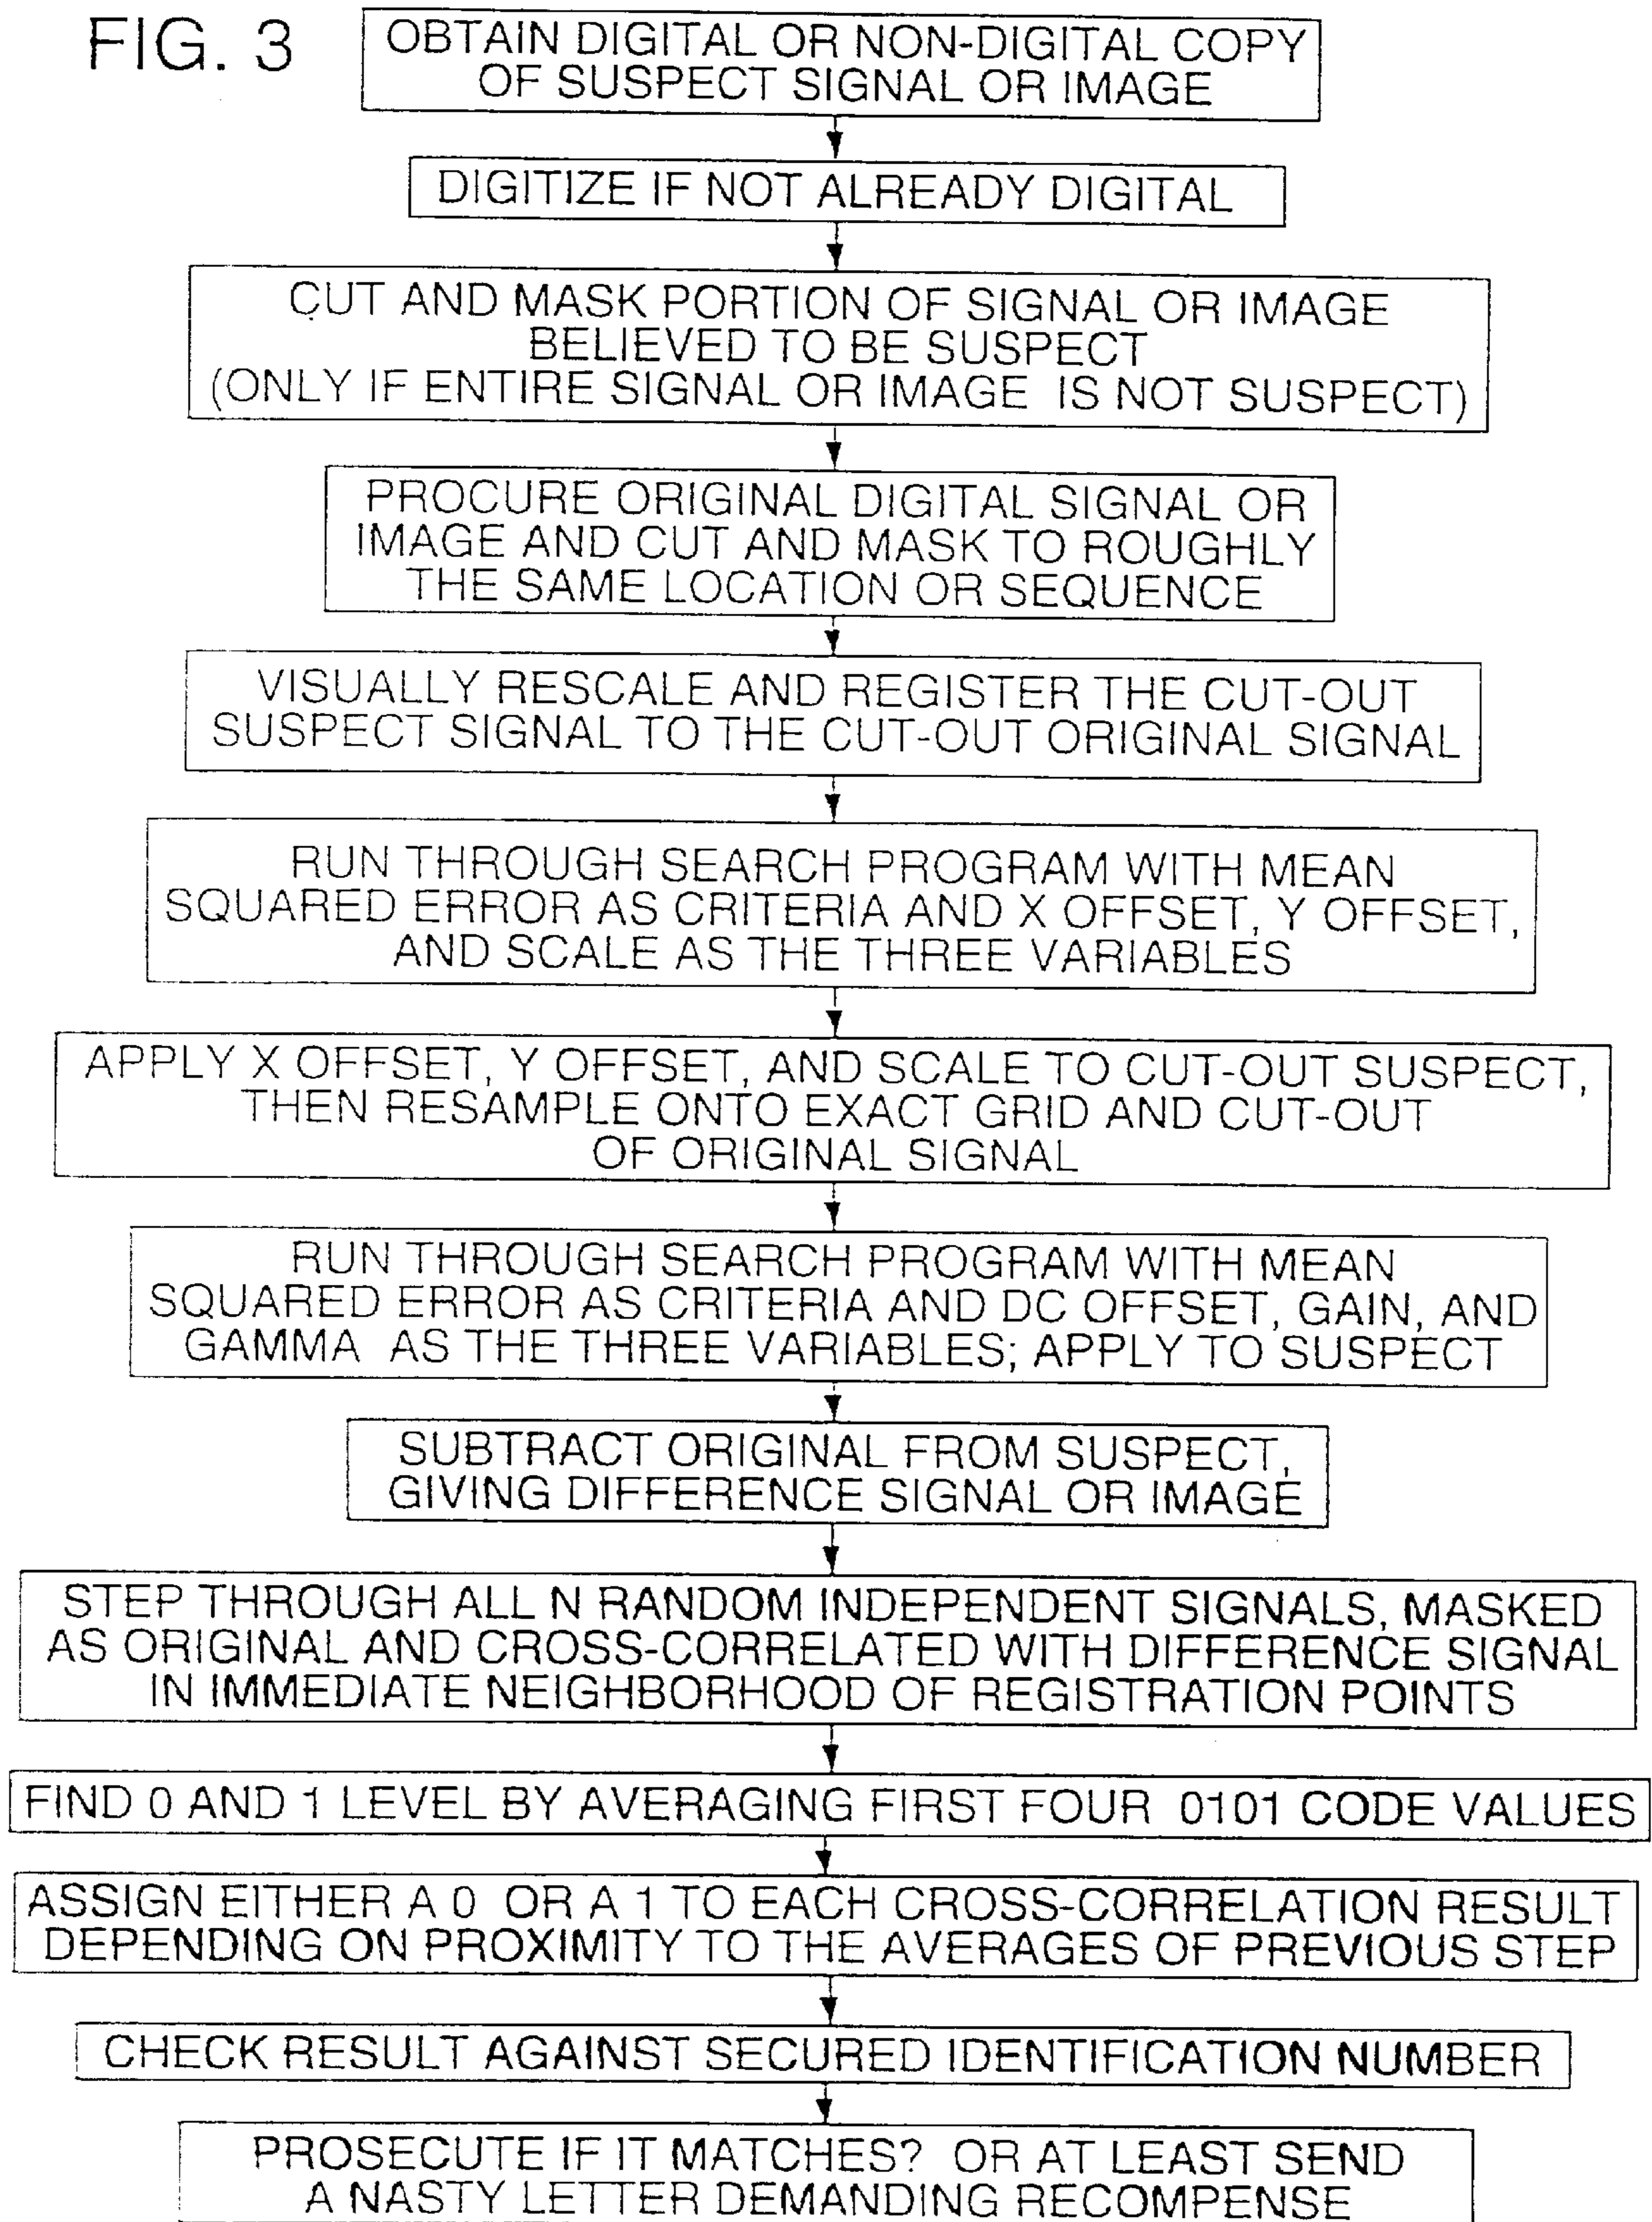 FIG. 3
OBTAIN DIGITAL OR NON-DIGITAL COPY
OF SUSPECT SIGNAL OR IMAGE
DIGITIZE IF NOT ALREADY DIGITAL
CUT AND MASK PORTION OF SIGNAL OR IMAGE
BELIEVED TO BE SUSPECT
(ONLY IF ENTIRE SIGNAL OR IMAGE IS NOT SUSPECT)
PROCURE ORIGINAL DIGITAL SIGNAL OR
IMAGE AND CUT AND MASK TO ROUGHLY
THE SAME LOCATION OR SEQUENCE
VISUALLY RESCALE AND REGISTER THE CUT-OUT
SUSPECT SIGNAL TO THE CUT-OUT ORIGINAL SIGNAL
RUN THROUGH SEARCH PROGRAM WITH MEAN
SQUARED ERROR AS CRITERIA AND X OFFSET, Y OFFSET,
AND SCALE AS THE THREE VARIABLES
APPLY X OFFSET, Y OFFSET, AND SCALE TO CUT-OUT SUSPECT,
THEN RESAMPLE ONTO EXACT GRID AND CUT-OUT
OF ORIGINAL SIGNAL
RUN THROUGH SEARCH PROGRAM WITH MEAN
SQUARED ERROR AS CRITERIA AND DC OFFSET, GAIN, AND
GAMMA AS THE THREE VARIABLES; APPLY TO SUSPECT
SUBTRACT ORIGINAL FROM SUSPECT,
GIVING DIFFERENCE SIGNAL OR IMAGE
STEP THROUGH ALL N RANDOM INDEPENDENT SIGNALS, MASKED
AS ORIGINAL AND CROSS-CORRELATED WITH DIFFERENCE SIGNAL
IN IMMEDIATE NEIGHBORHOOD OF REGISTRATION POINTS
FIND 0 AND 1 LEVEL BY AVERAGING FIRST FOUR 0101 CODE VALUES
ASSIGN EITHER A 0 OR A 1 TO EACH CROSS-CORRELATION RESULT
DEPENDING ON PROXIMITY TO THE AVERAGES OF PREVIOUS STEP
CHECK RESULT AGAINST SECURED IDENTIFICATION NUMBER
PROSECUTE IF IT MATCHES? OR AT LEAST SEND
A NASTY LETTER DEMANDING RECOMPENSE